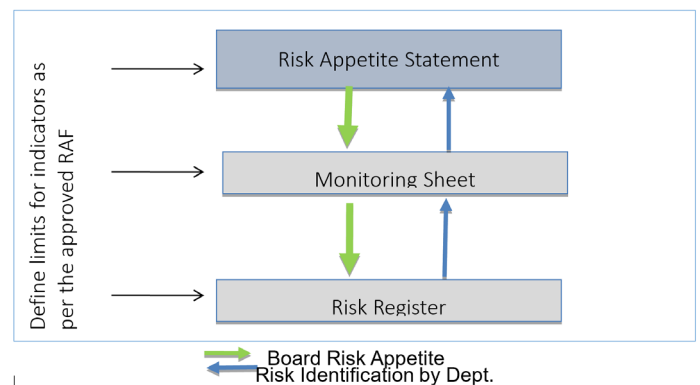 Define limits for indicators as
per the approved RAF
Risk Appetite Statement
Monitoring Sheet
Risk Register
Board Risk Appetite
Risk Identification by Dept.